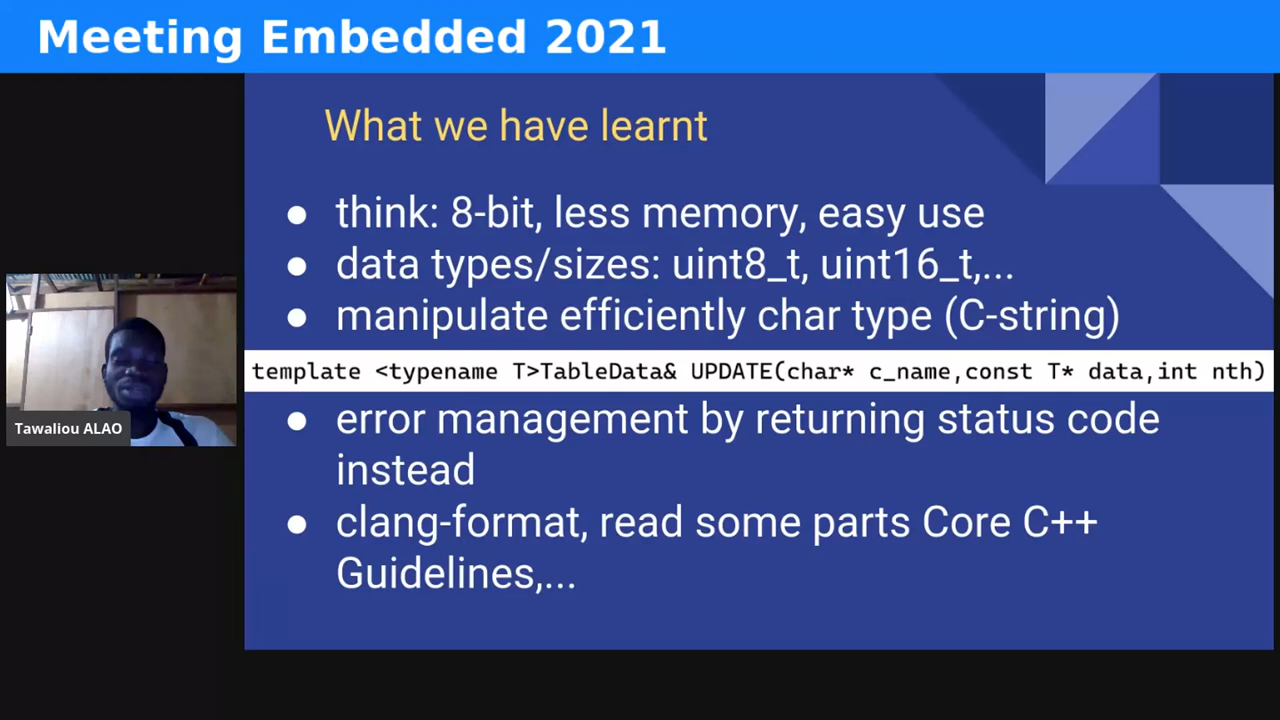 Meeting Embedded 2021
What we have learnt
● think: 8-bit, less memory, easy use
● data types/sizes: uint8_t, uint16_t,...
● manipulate efficiently char type (C-string)
template <typename T>TableData& UPDATE(char* c_name,const T* data,int nth)
● error management by returning status code
instead
● clang-format, read some parts Core C++
Guidelines,...
Tawaliou ALAO